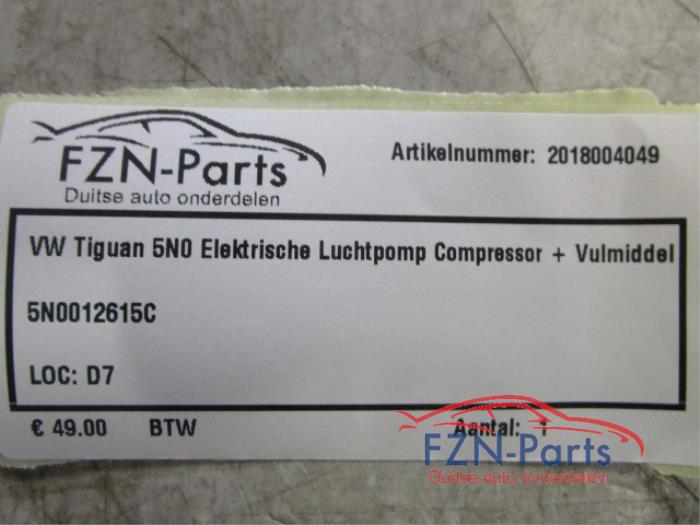 FZN-Parts
Duitse auto onderdelen
Artikelnummer: 2018004049
VW Tiguan 5N0 Elektrische Luchtpomp Compressor + Vulmiddel
5N0012615C
LOC: D7
€ 49.00 BTW Aantal: 1
FZN-Parts
Duitse auto onderdelen